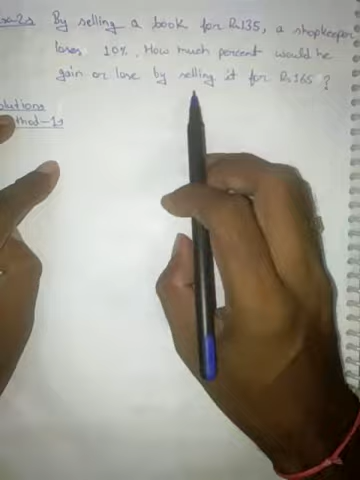 By selling a book for Rs135, a shopkeeper
loses 10%. How much percent would he
gain or lose by selling it for Rs165 ?
olutions
thod-1: